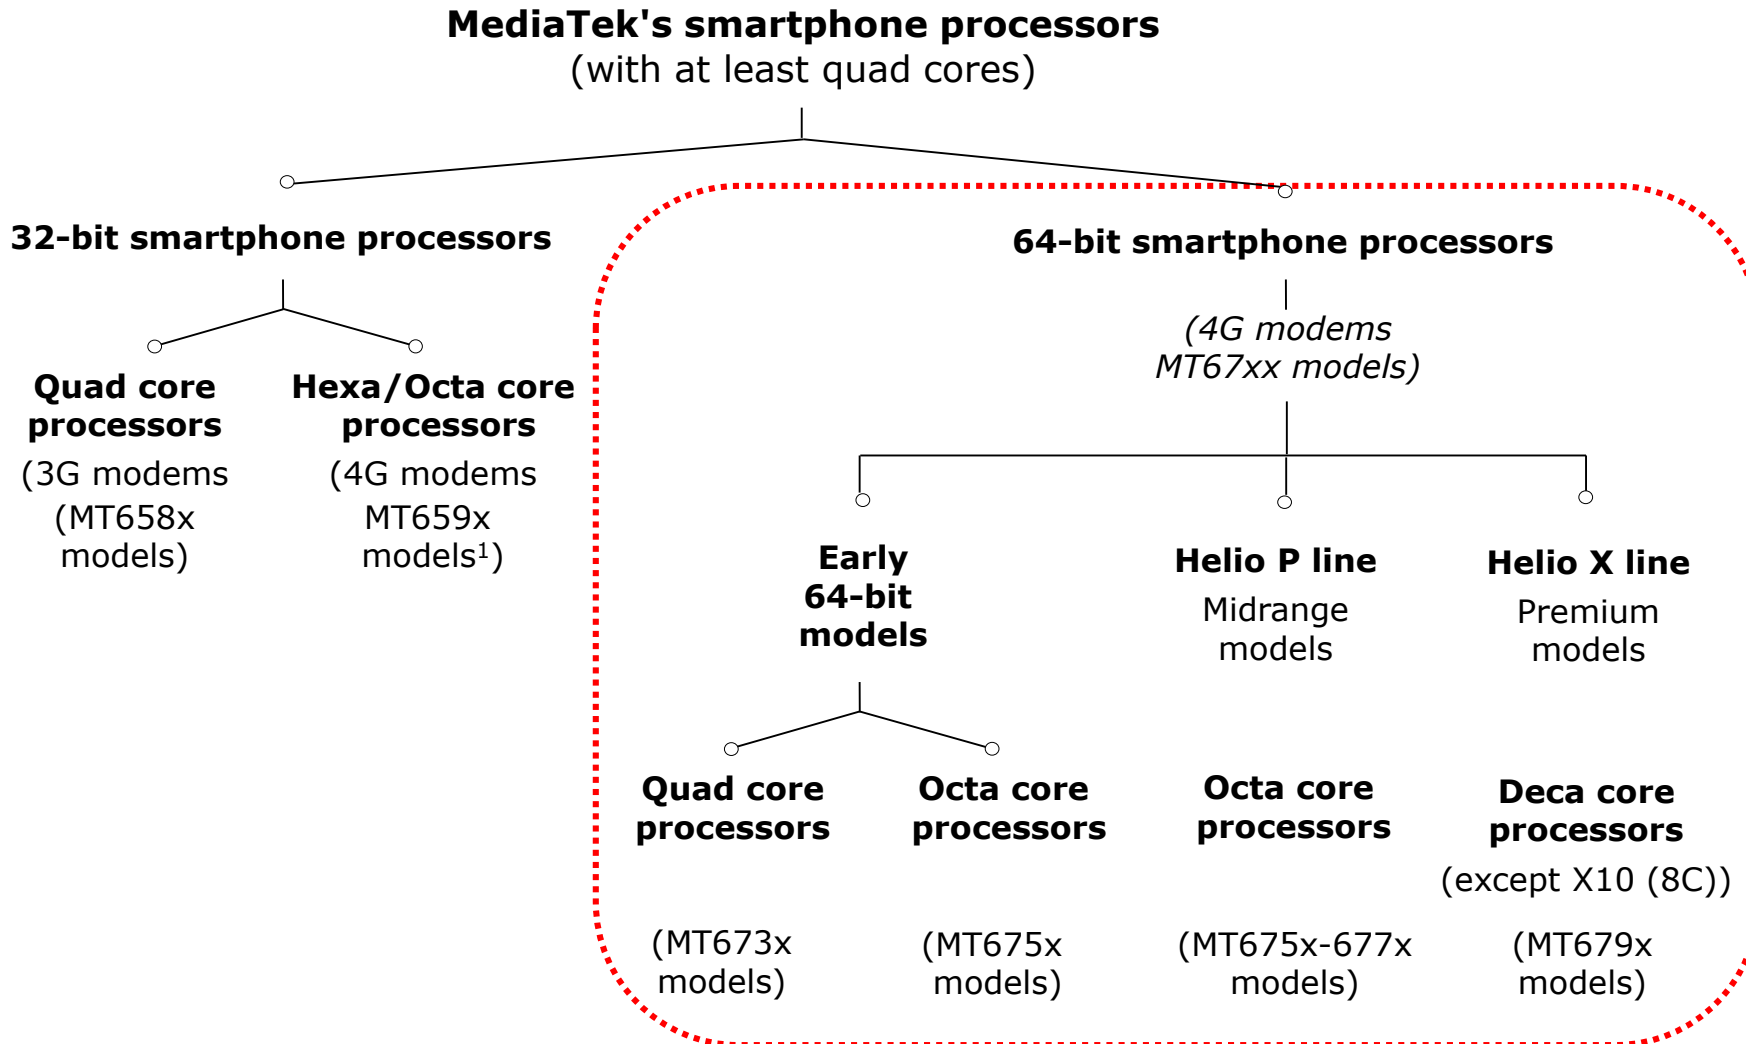 MediaTek's smartphone processors
(with at least quad cores)
32-bit smartphone processors
64-bit smartphone processors
(4G modems
MT67xx models)
Quad core
processors
(3G modems
(MT658x
models)
Hexa/Octa core
processors
(4G modems
MT659x
models¹)
Early
64-bit
models
Helio P line
Midrange
models
Helio X line
Premium
models
Quad core
processors
(MT673x
models)
Octa core
processors
(MT675x
models)
Octa core
processors
(MT675x-677x
models)
Deca core
processors
(except X10 (8C))
(MT679x
models)